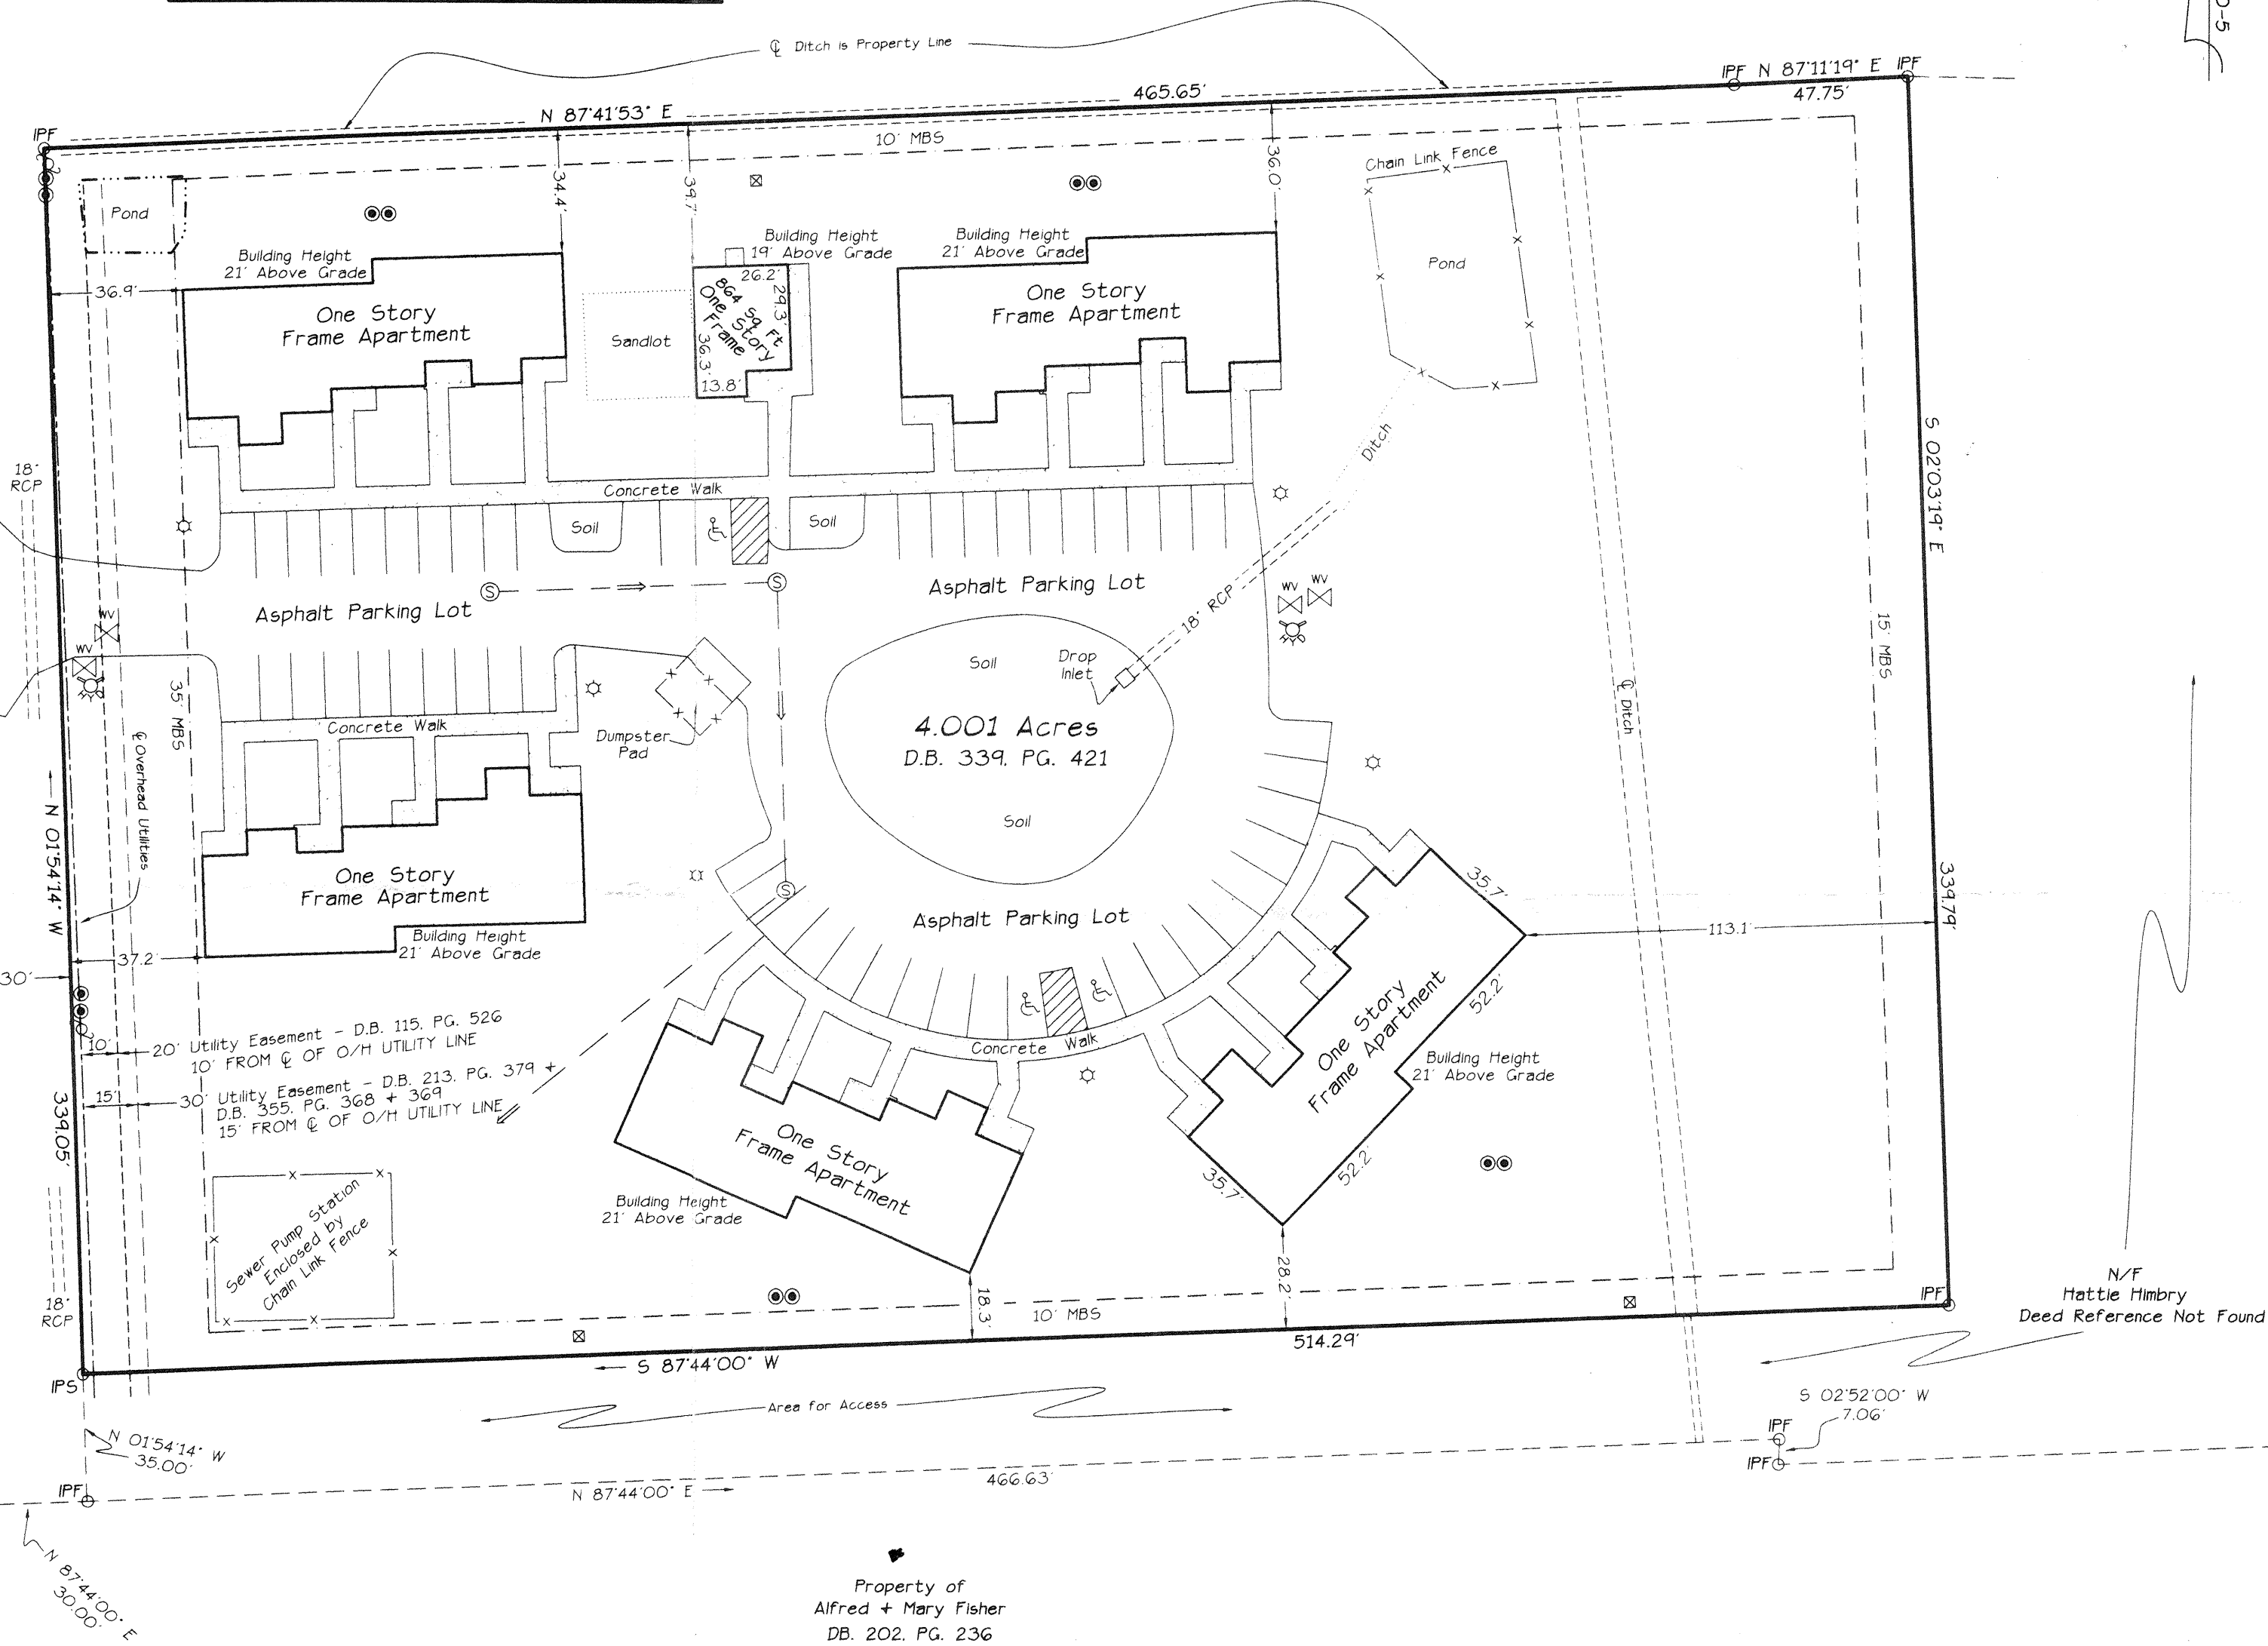 D-5
℄ Ditch is Property Line
IPF N 87°11'19" E IPF
47.75'
465.65'
N 87°41'53" E
IPF
10' MBS
Chain Link Fence
34.4'
39.7'
36.0'
Pond
Building Height
21' Above Grade
Building Height
19' Above Grade
Building Height
21' Above Grade
Pond
36.9'
One Story
Frame Apartment
Sandlot
26.2'
29.3'
864 Sq Ft
One Story
Frame
36.3'
13.8'
One Story
Frame Apartment
Ditch
S 02°03'19" E
18"
RCP
Concrete Walk
Soil
Soil
S
S
Asphalt Parking Lot
Asphalt Parking Lot
18" RCP
WV
WV
WV
WV
15' MBS
35' MBS
Soil
Drop
Inlet
℄ Ditch
Concrete Walk
Dumpster
Pad
4.001 Acres
D.B. 339, PG. 421
℄ Overhead Utilities
N 01°54'14" W
Soil
One Story
Frame Apartment
S
Asphalt Parking Lot
35.7'
113.1'
339.79'
Building Height
21' Above Grade
37.2'
30'
52.2'
One Story
Frame Apartment
10'
20' Utility Easement - D.B. 115, PG. 526
10' FROM ℄ OF O/H UTILITY LINE
Concrete Walk
Building Height
21' Above Grade
15'
30' Utility Easement - D.B. 213, PG. 379 +
D.B. 355, PG. 368 + 369
15' FROM ℄ OF O/H UTILITY LINE
339.05'
One Story
Frame Apartment
35.7'
52.2'
Building Height
21' Above Grade
Sewer Pump Station
Enclosed by
Chain Link Fence
18"
RCP
18.3'
28.2'
10' MBS
IPF
N/F
Hattie Himbry
Deed Reference Not Found
514.29'
S 87°44'00" W
IPS
Area for Access
S 02°52'00" W
7.06'
IPF
IPF
N 01°54'14" W
35.00'
466.63'
N 87°44'00" E
IPF
N 87°44'00" E
30.00'
Property of
Alfred + Mary Fisher
DB. 202, PG. 236